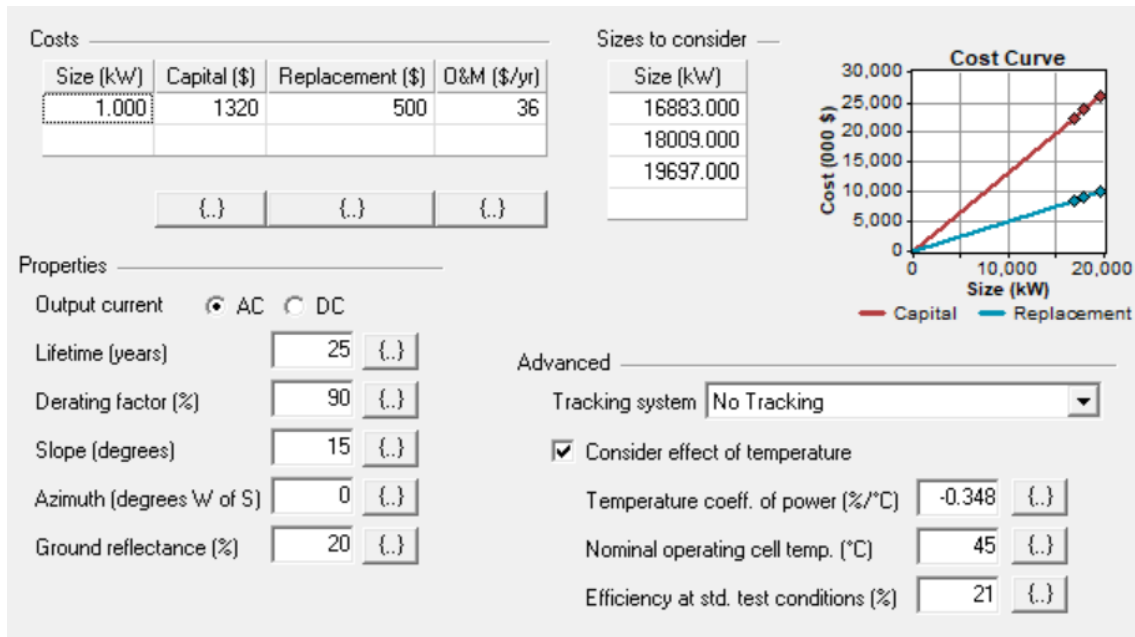 Costs
Size (kW) Capital ($) Replacement ($) O&M ($/yr)
1.000 1320 500 36
{..} {..} {..}
Sizes to consider
Size (kW)
16883.000
18009.000
19697.000
Cost Curve
30,000
25,000
20,000
15,000
10,000
5,000
0
Cost (000 $)
0 10,000 20,000
Size (kW)
Capital Replacement
Properties
Output current AC DC
Lifetime (years) 25 {..}
Derating factor (%) 90 {..}
Slope (degrees) 15 {..}
Azimuth (degrees W of S) 0 {..}
Ground reflectance (%) 20 {..}
Advanced
Tracking system No Tracking
Consider effect of temperature
Temperature coeff. of power (%/°C) -0.348 {..}
Nominal operating cell temp. (°C) 45 {..}
Efficiency at std. test conditions (%) 21 {..}